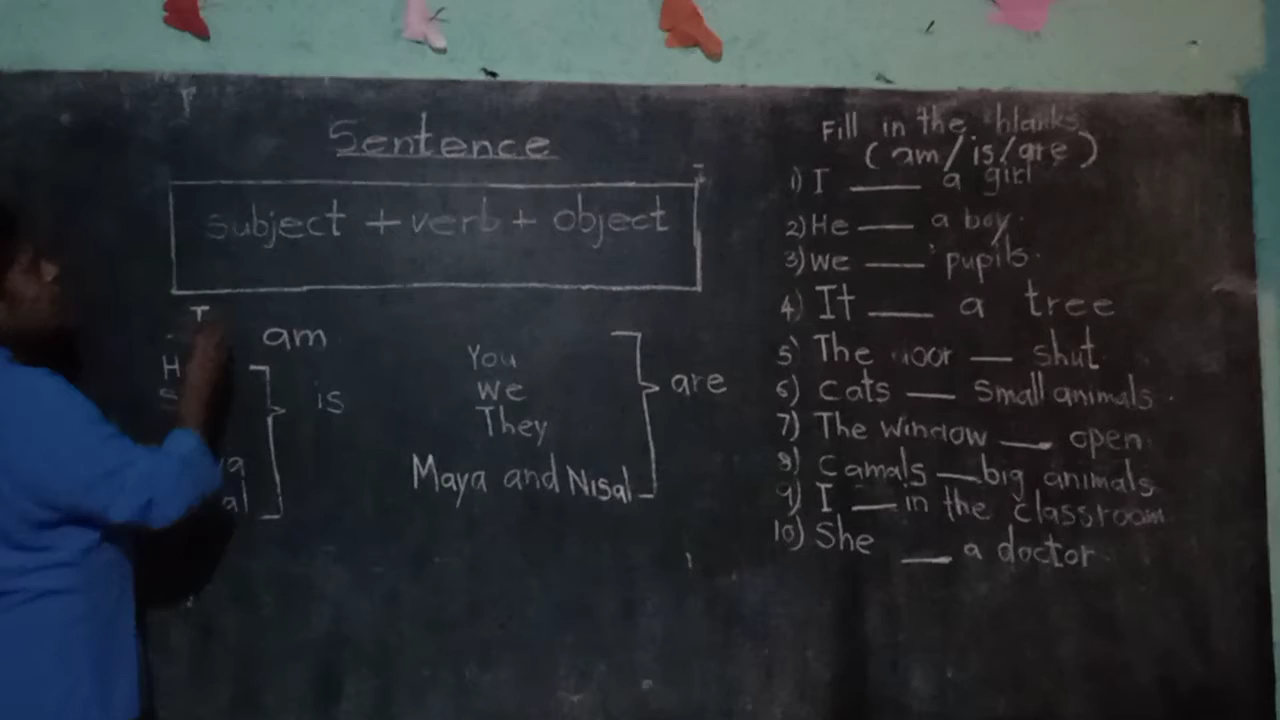 Sentence
subject + verb + object
I am
H
S
is
ya
al
You
we
They
Maya and Nisal
are
Fill in the blanks
(am/is/are)
1) I ___ a girl
2) He ___ a boy.
3) we ___ pupils.
4) It ___ a tree
5) The door ___ shut.
6) cats ___ small animals.
7) The window ___ open.
8) camals ___ big animals.
9) I ___ in the classroom.
10) She ___ a doctor.